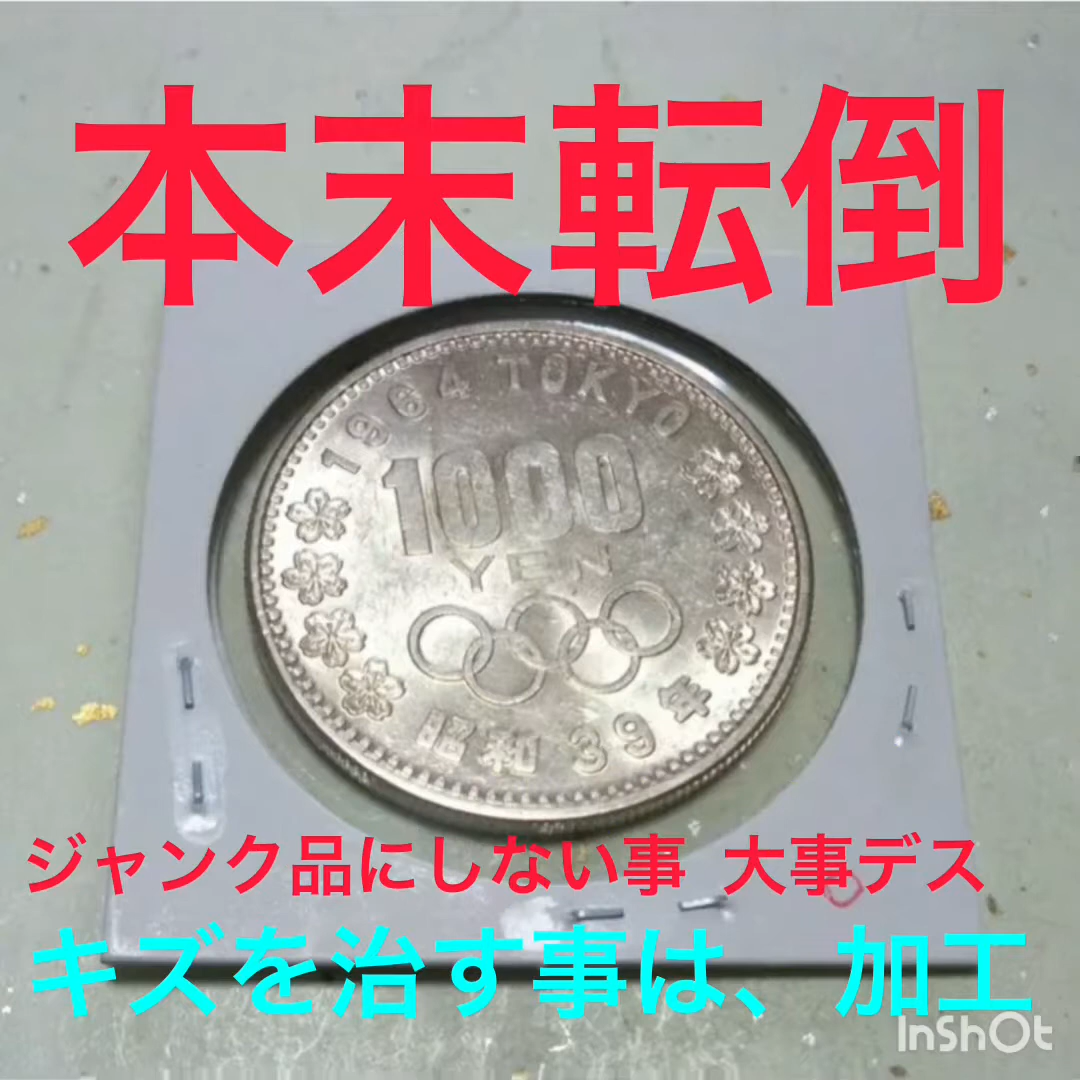 本末転倒
1964 TOKYO
1000
YEN
昭和 39年
ジャンク品にしない事 大事デス
キズを治す事は、加工
InShOt